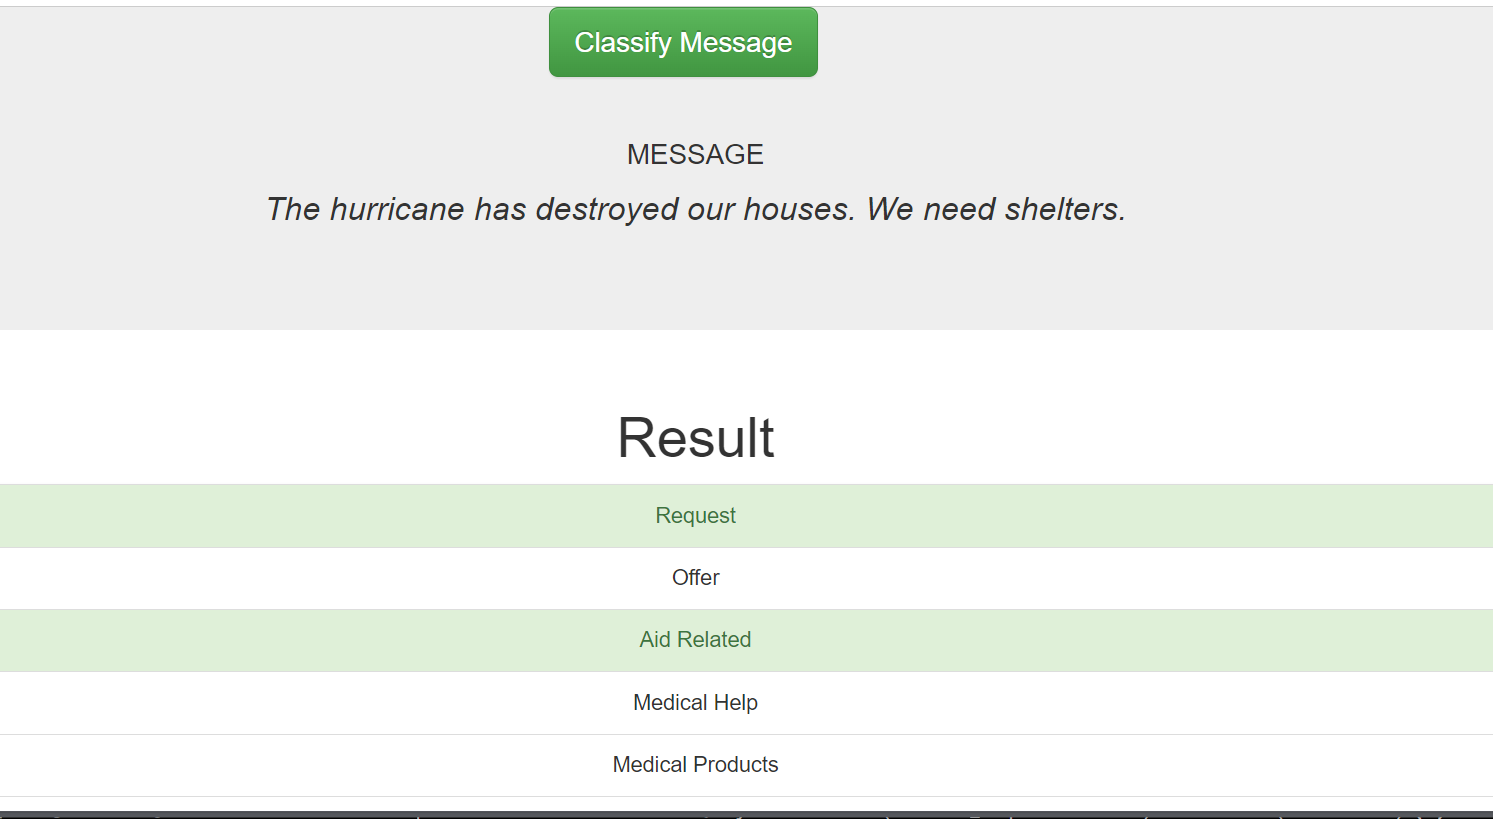 Classify Message
MESSAGE
The hurricane has destroyed our houses. We need shelters.
Result
Request
Offer
Aid Related
Medical Help
Medical Products